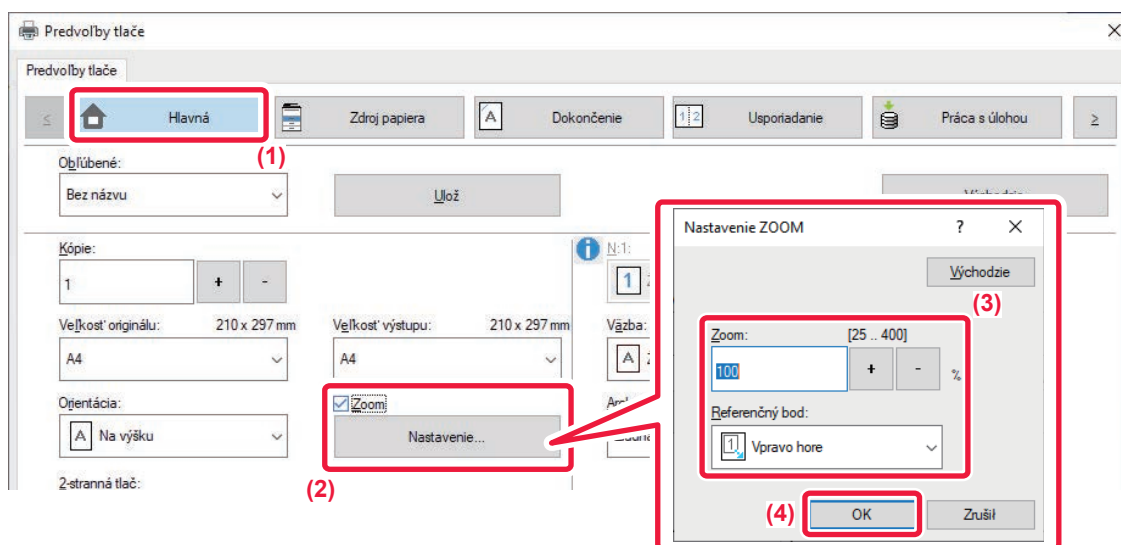 Predvoľby tlače
Predvoľby tlače
Hlavná
Zdroj papiera
Dokončenie
Usporiadanie
Práca s úlohou
(1)
Obľúbené:
Bez názvu
Ulož
Kópie:
1
+ -
N:1:
1
Veľkosť originálu: 210 x 297 mm
A4
Veľkosť výstupu: 210 x 297 mm
A4
Väzba:
A
Orientácia:
A Na výšku
Zoom
Nastavenie...
(2)
2-stranná tlač:
Nastavenie ZOOM
? X
Východzie
(3)
Zoom: [25 .. 400]
100 + - %
Referenčný bod:
1 Vpravo hore
(4)
OK
Zrušiť